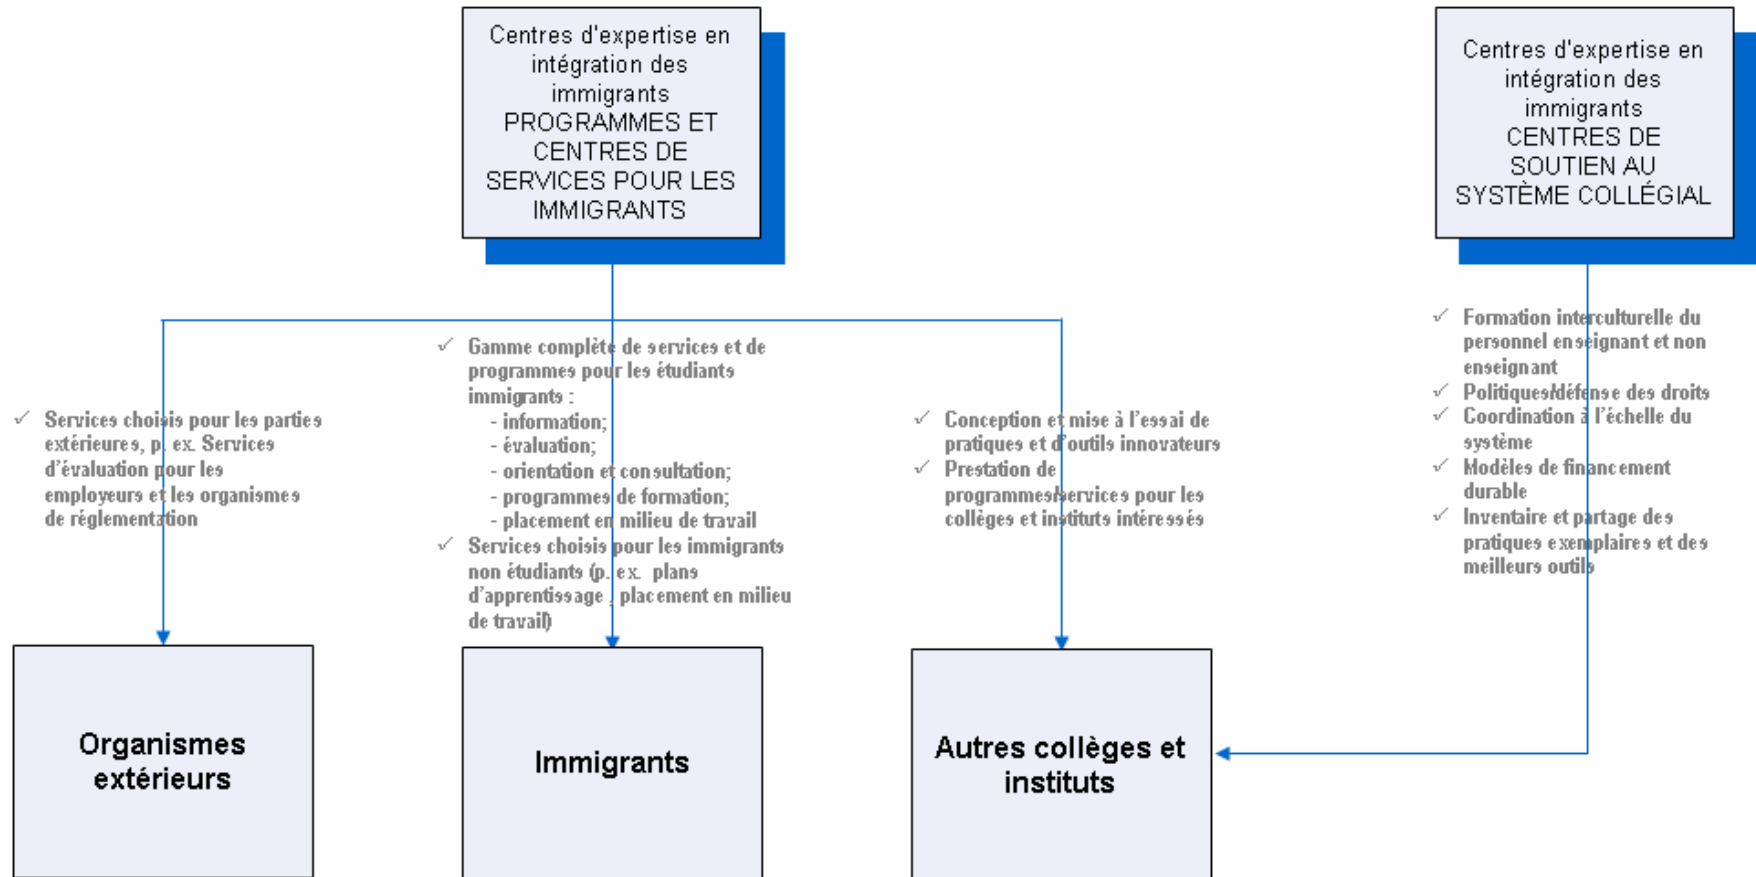 Centres d'expertise en
intégration des
immigrants
PROGRAMMES ET
CENTRES DE
SERVICES POUR LES
IMMIGRANTS
Centres d'expertise en
intégration des
immigrants
CENTRES DE
SOUTIEN AU
SYSTÈME COLLÉGIAL
✓ Services choisis pour les parties
extérieures, p. ex. Services
d'évaluation pour les
employeurs et les organismes
de réglementation
✓ Gamme complète de services et de
programmes pour les étudiants
immigrants :
- information;
- évaluation;
- orientation et consultation;
- programmes de formation;
- placement en milieu de travail
✓ Services choisis pour les immigrants
non étudiants (p. ex. plans
d'apprentissage , placement en milieu
de travail)
✓ Conception et mise à l'essai de
pratiques et d'outils innovateurs
✓ Prestation de
programmes/services pour les
collèges et instituts intéressés
✓ Formation interculturelle du
personnel enseignant et non
enseignant
✓ Politiques/défense des droits
✓ Coordination à l'échelle du
système
✓ Modèles de financement
durable
✓ Inventaire et partage des
pratiques exemplaires et des
meilleurs outils
Organismes
extérieurs
Immigrants
Autres collèges et
instituts